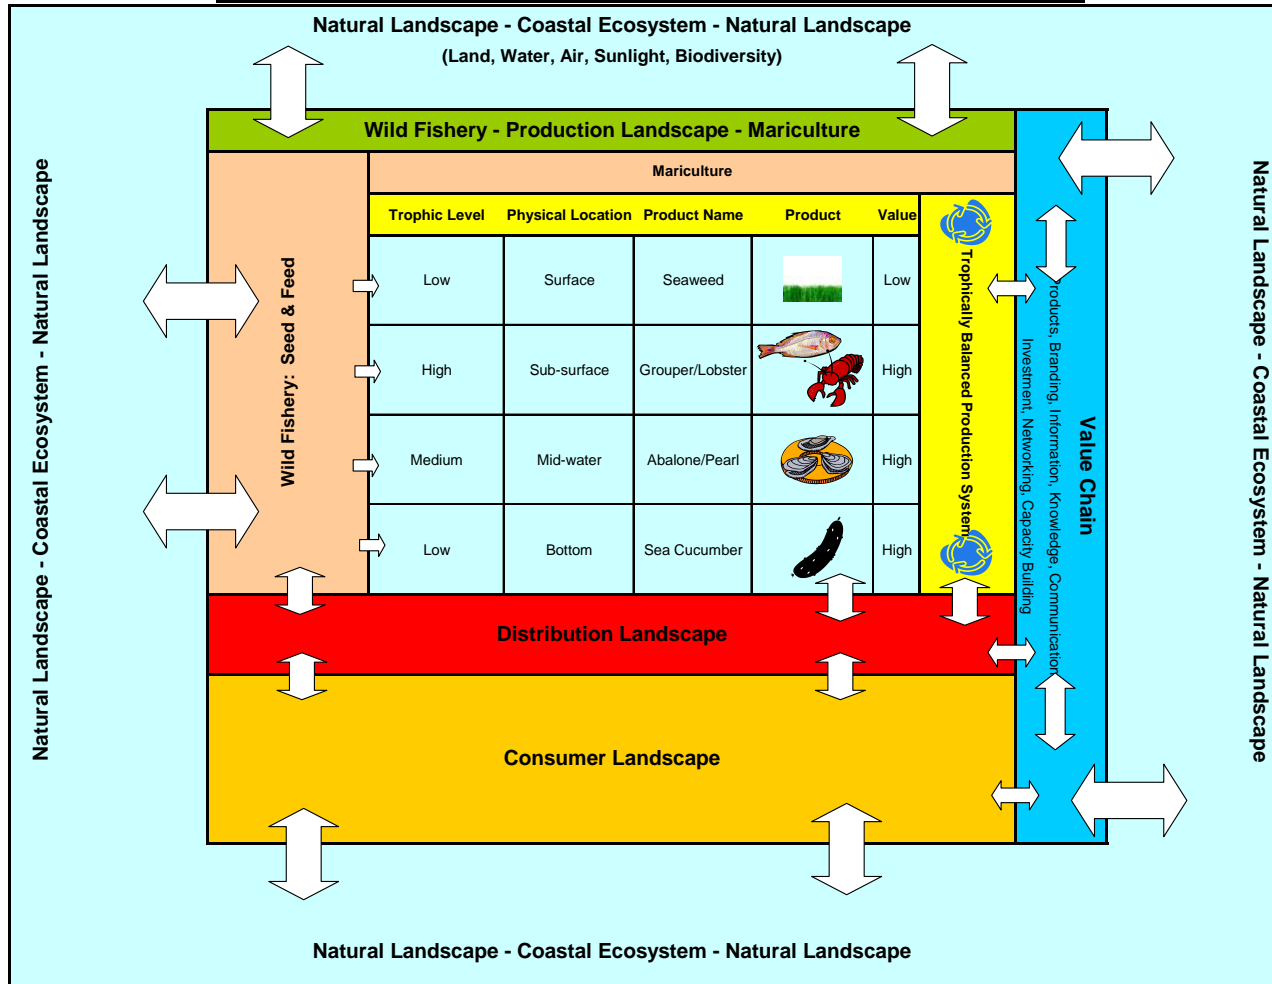 Natural Landscape - Coastal Ecosystem - Natural Landscape
(Land, Water, Air, Sunlight, Biodiversity)
Natural Landscape - Coastal Ecosystem - Natural Landscape
Wild Fishery - Production Landscape - Mariculture
Wild Fishery:  Seed & Feed
Mariculture
Trophic Level
Physical Location
Product Name
Product
Value
Low
Surface
Seaweed
Low
High
Sub-surface
Grouper/Lobster
High
Medium
Mid-water
Abalone/Pearl
High
Low
Bottom
Sea Cucumber
High
Trophically Balanced Production System
Value Chain
Products, Branding, Information, Knowledge, Communication
Investment, Networking, Capacity Building
Distribution Landscape
Consumer Landscape
Natural Landscape - Coastal Ecosystem - Natural Landscape
Natural Landscape - Coastal Ecosystem - Natural Landscape